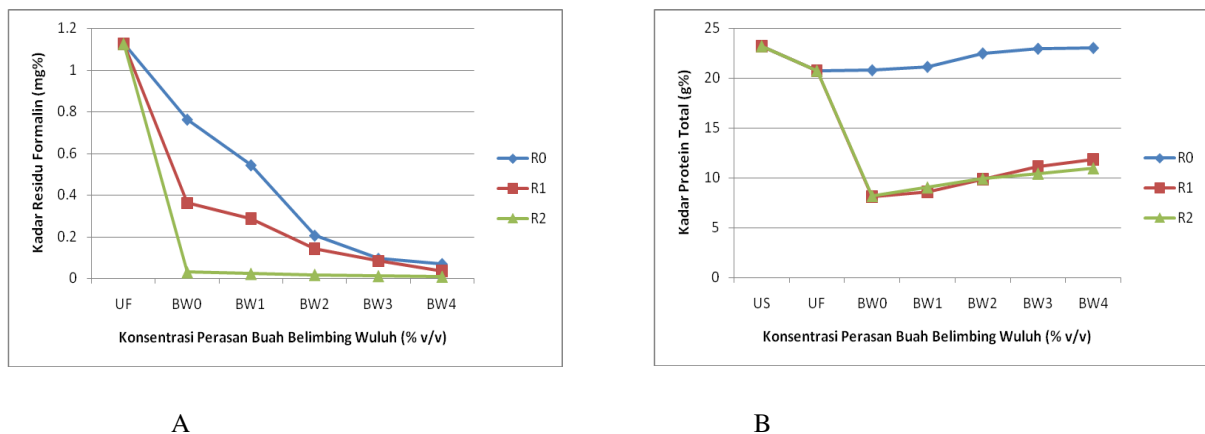 Kadar Residu Formalin (mg%)
1.2
1
0.8
0.6
0.4
0.2
0
UF BW0 BW1 BW2 BW3 BW4
Konsentrasi Perasan Buah Belimbing Wuluh (% v/v)
R0
R1
R2
A
Kadar Protein Total (g%)
25
20
15
10
5
0
US UF BW0 BW1 BW2 BW3 BW4
Konsentrasi Perasan Buah Belimbing Wuluh (% v/v)
R0
R1
R2
B